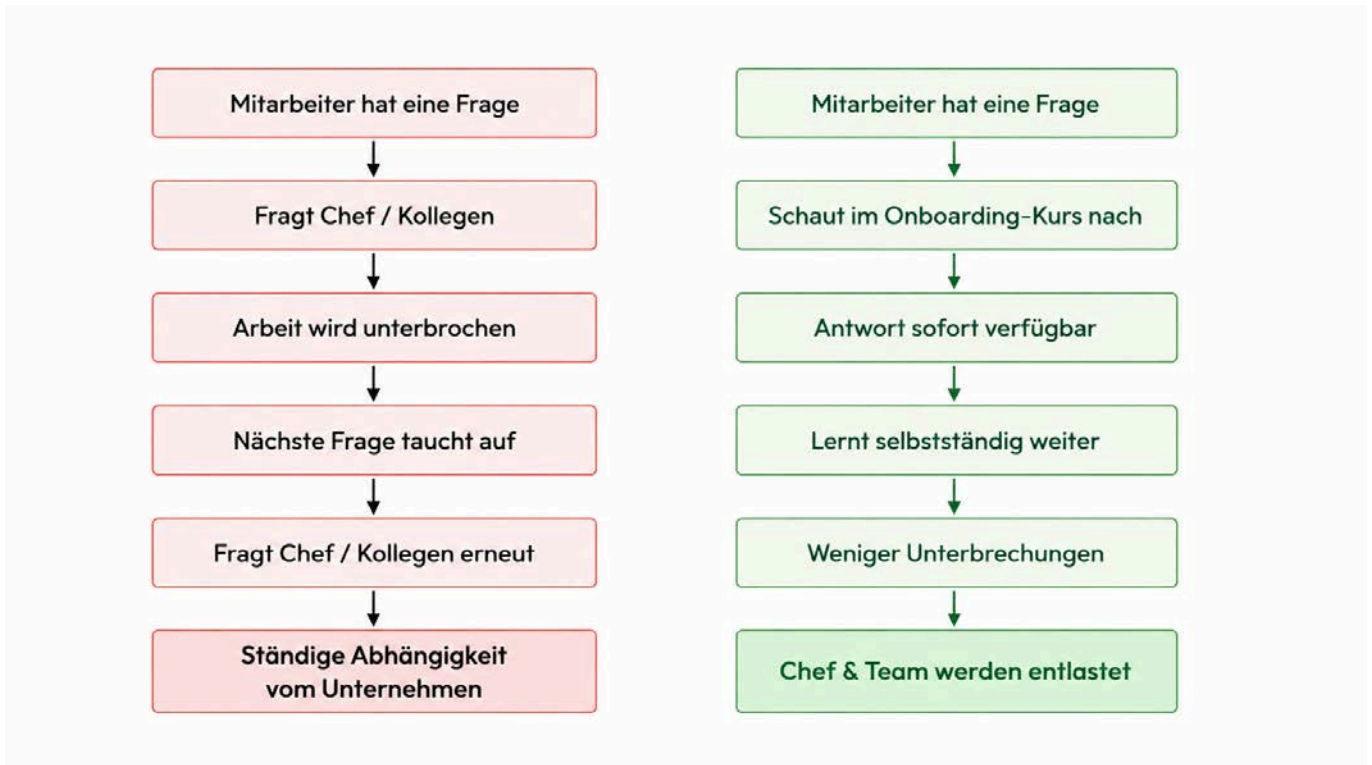 Mitarbeiter hat eine Frage
Fragt Chef / Kollegen
Arbeit wird unterbrochen
Nächste Frage taucht auf
Fragt Chef / Kollegen erneut
Ständige Abhängigkeit
vom Unternehmen
Mitarbeiter hat eine Frage
Schaut im Onboarding-Kurs nach
Antwort sofort verfügbar
Lernt selbstständig weiter
Weniger Unterbrechungen
Chef & Team werden entlastet